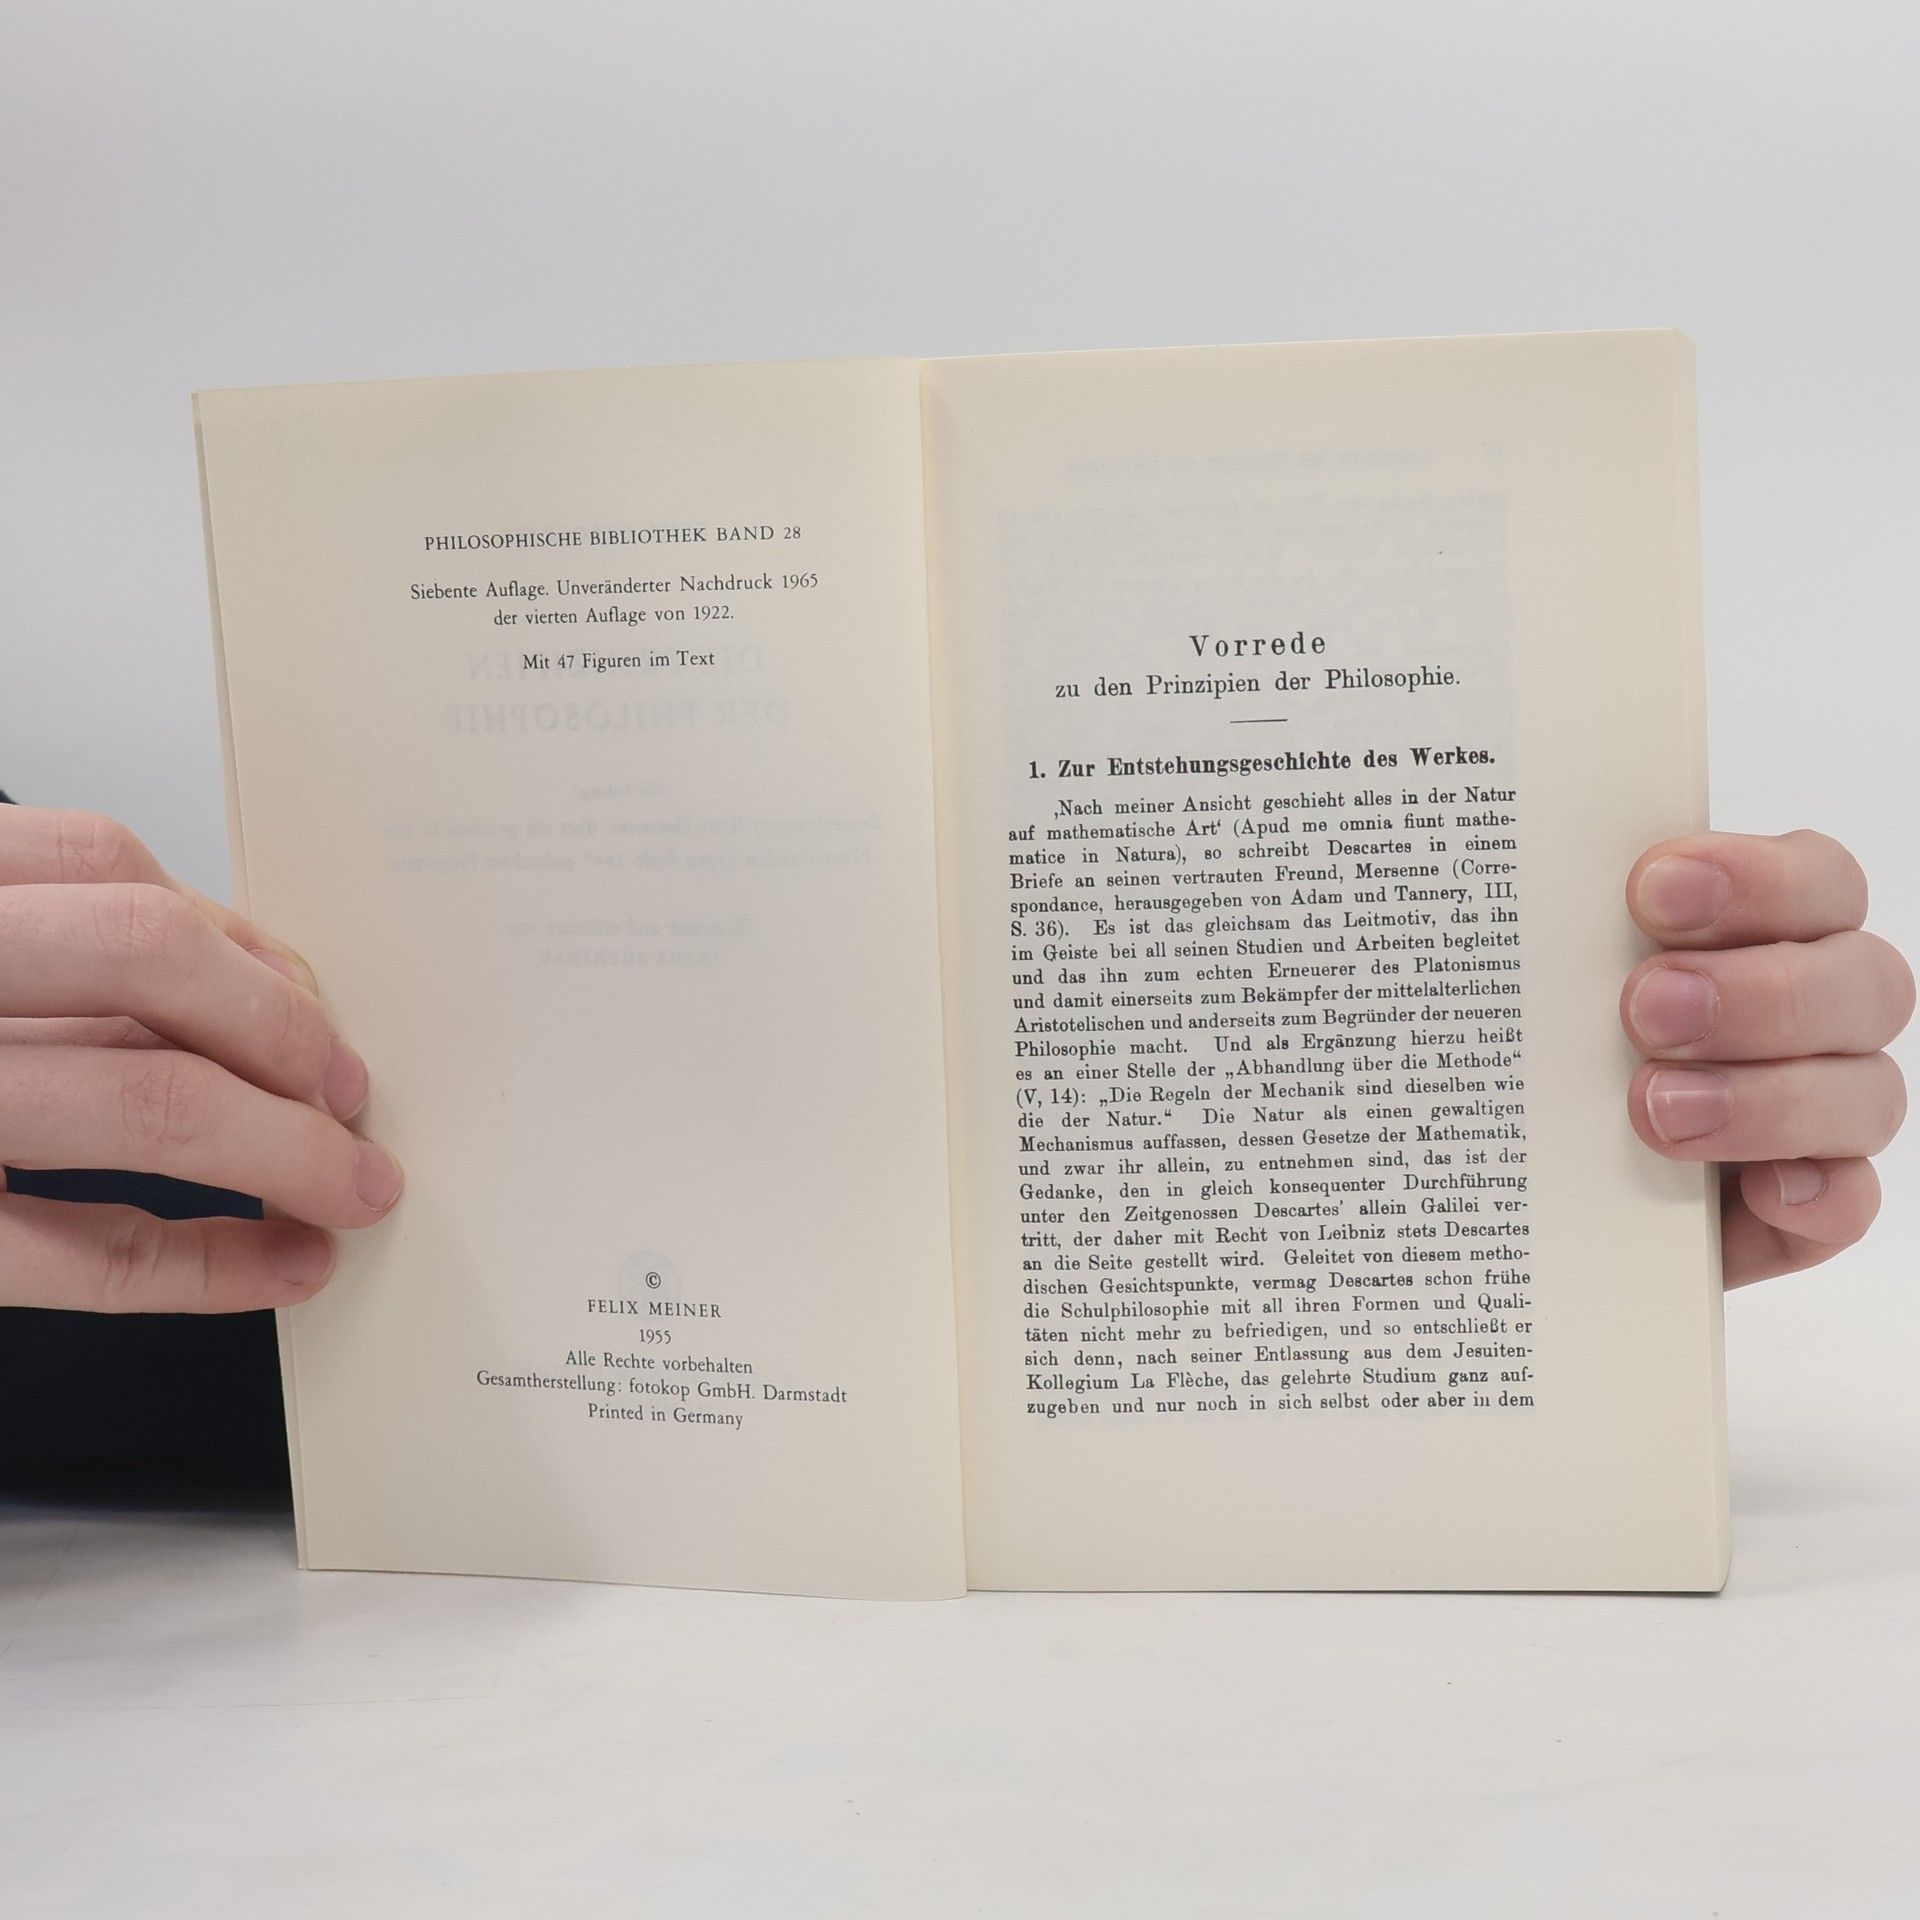 PHILOSOPHISCHE BIBLIOTHEK BAND 28
Siebente Auflage. Unveränderter Nachdruck 1965
der vierten Auflage von 1922.
Mit 47 Figuren im Text
©
FELIX MEINER
1955
Alle Rechte vorbehalten
Gesamtherstellung: fotokop GmbH. Darmstadt
Printed in Germany
Vorrede
zu den Prinzipien der Philosophie.
1. Zur Entstehungsgeschichte des Werkes.
‚Nach meiner Ansicht geschieht alles in der Natur
auf mathematische Art‘ (Apud me omnia fiunt mathe-
matice in Natura), so schreibt Descartes in einem
Briefe an seinen vertrauten Freund, Mersenne (Corre-
spondance, herausgegeben von Adam und Tannery, III,
S. 36). Es ist das gleichsam das Leitmotiv, das ihn
im Geiste bei all seinen Studien und Arbeiten begleitet
und das ihn zum echten Erneuerer des Platonismus
und damit einerseits zum Bekämpfer der mittelalterlichen
Aristotelischen und anderseits zum Begründer der neueren
Philosophie macht. Und als Ergänzung hierzu heißt
es an einer Stelle der „Abhandlung über die Methode“
(V, 14): „Die Regeln der Mechanik sind dieselben wie
die der Natur.“ Die Natur als einen gewaltigen
Mechanismus auffassen, dessen Gesetze der Mathematik,
und zwar ihr allein, zu entnehmen sind, das ist der
Gedanke, den in gleich konsequenter Durchführung
unter den Zeitgenossen Descartes' allein Galilei ver-
tritt, der daher mit Recht von Leibniz stets Descartes
an die Seite gestellt wird. Geleitet von diesem metho-
dischen Gesichtspunkte, vermag Descartes schon frühe
die Schulphilosophie mit all ihren Formen und Quali-
täten nicht mehr zu befriedigen, und so entschließt er
sich denn, nach seiner Entlassung aus dem Jesuiten-
Kollegium La Flèche, das gelehrte Studium ganz auf-
zugeben und nur noch in sich selbst oder aber in dem